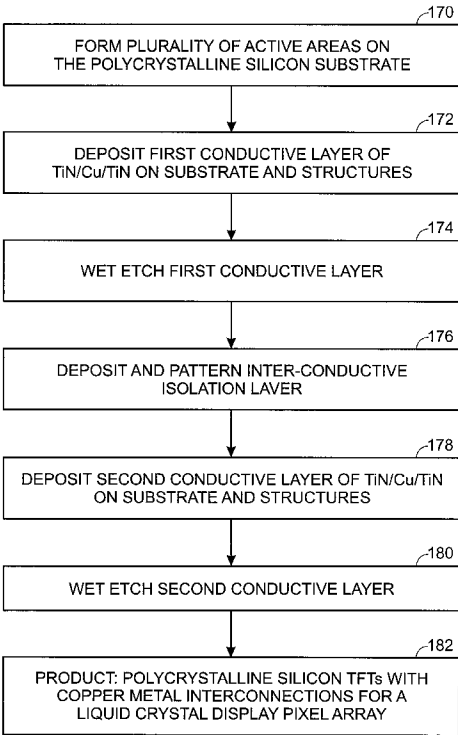 170
FORM PLURALITY OF ACTIVE AREAS ON
THE POLYCRYSTALLINE SILICON SUBSTRATE
172
DEPOSIT FIRST CONDUCTIVE LAYER OF
TiN/Cu/TiN ON SUBSTRATE AND STRUCTURES
174
WET ETCH FIRST CONDUCTIVE LAYER
176
DEPOSIT AND PATTERN INTER-CONDUCTIVE
ISOLATION LAVER
178
DEPOSIT SECOND CONDUCTIVE LAYER OF TiN/Cu/TiN
ON SUBSTRATE AND STRUCTURES
180
WET ETCH SECOND CONDUCTIVE LAYER
182
PRODUCT: POLYCRYSTALLINE SILICON TFTs WITH
COPPER METAL INTERCONNECTIONS FOR A
LIQUID CRYSTAL DISPLAY PIXEL ARRAY